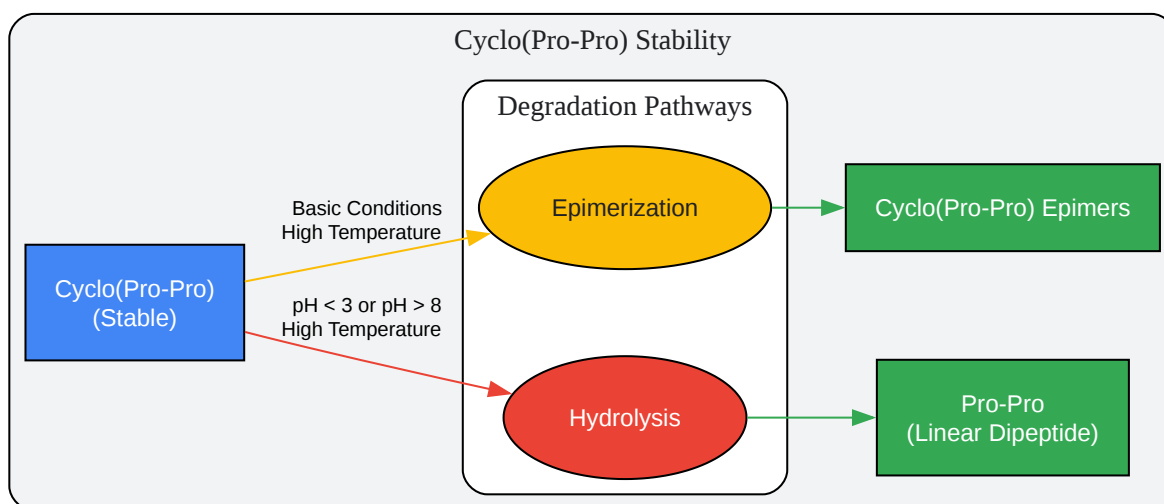 Cyclo(Pro-Pro) Stability
Degradation Pathways
Basic Conditions
High Temperature
Epimerization
Cyclo(Pro-Pro) Epimers
Cyclo(Pro-Pro)
(Stable)
pH < 3 or pH > 8
High Temperature
Hydrolysis
Pro-Pro
(Linear Dipeptide)